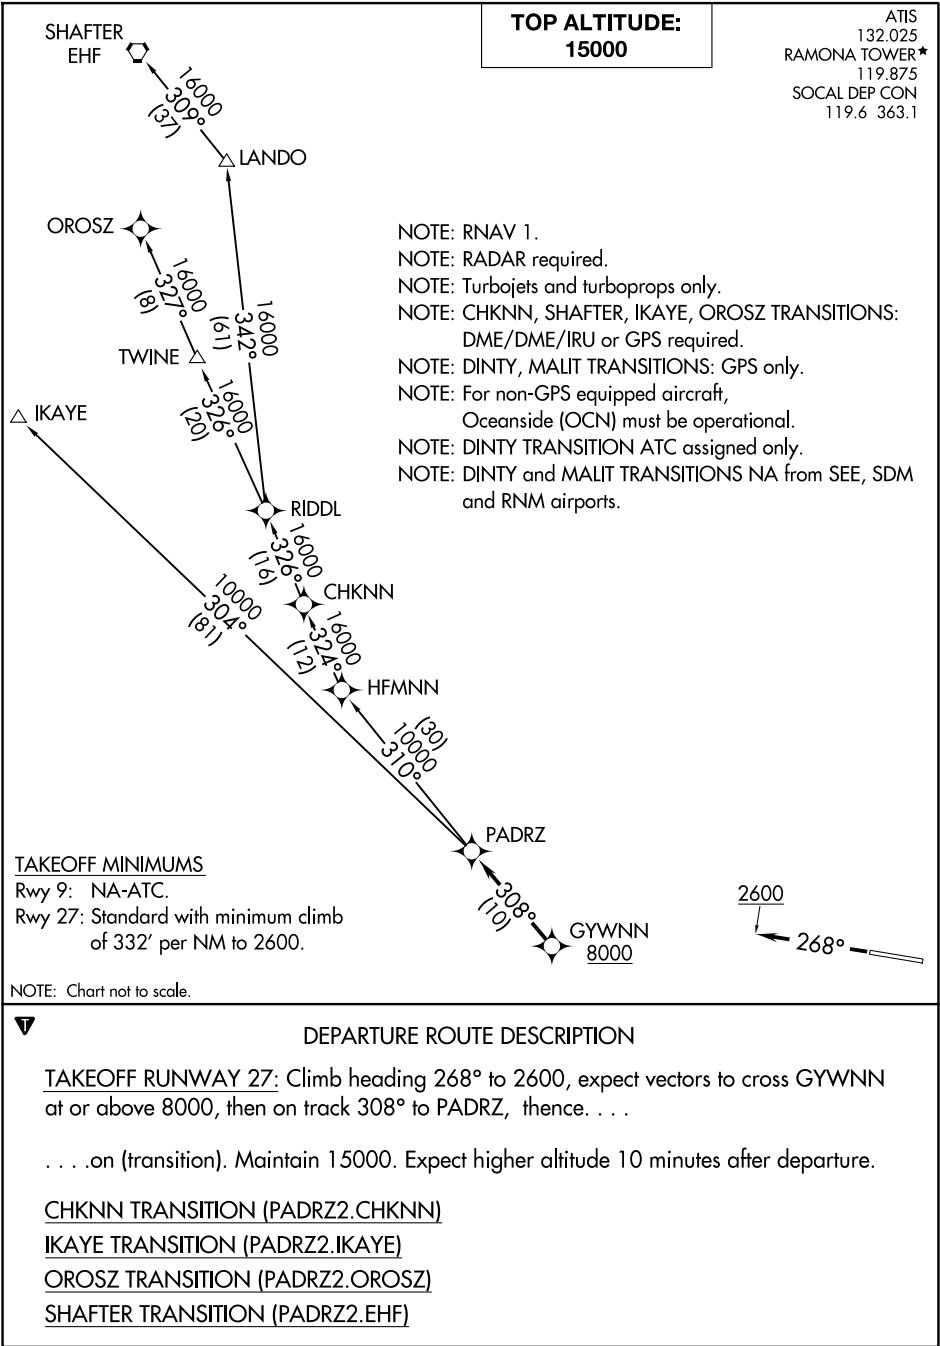 TOP ALTITUDE:
15000
ATIS
132.025
RAMONA TOWER★
119.875
SOCAL DEP CON
119.6 363.1
SHAFTER
EHF
16000
309°
(37)
LANDO
OROSZ
16000
327°
(8)
16000
342°
(61)
TWINE
16000
326°
(20)
IKAYE
RIDDL
16000
326°
(16)
CHKNN
10000
304°
(81)
16000
324°
(12)
HFMNN
(30)
10000
310°
PADRZ
308°
(10)
GYWNN
8000
2600
268°
NOTE: RNAV 1.
NOTE: RADAR required.
NOTE: Turbojets and turboprops only.
NOTE: CHKNN, SHAFTER, IKAYE, OROSZ TRANSITIONS:
DME/DME/IRU or GPS required.
NOTE: DINTY, MALIT TRANSITIONS: GPS only.
NOTE: For non-GPS equipped aircraft,
Oceanside (OCN) must be operational.
NOTE: DINTY TRANSITION ATC assigned only.
NOTE: DINTY and MALIT TRANSITIONS NA from SEE, SDM
and RNM airports.
TAKEOFF MINIMUMS
Rwy 9: NA-ATC.
Rwy 27: Standard with minimum climb
of 332' per NM to 2600.
NOTE: Chart not to scale.
T
DEPARTURE ROUTE DESCRIPTION
TAKEOFF RUNWAY 27: Climb heading 268° to 2600, expect vectors to cross GYWNN
at or above 8000, then on track 308° to PADRZ, thence. . . .
. . . .on (transition). Maintain 15000. Expect higher altitude 10 minutes after departure.
CHKNN TRANSITION (PADRZ2.CHKNN)
IKAYE TRANSITION (PADRZ2.IKAYE)
OROSZ TRANSITION (PADRZ2.OROSZ)
SHAFTER TRANSITION (PADRZ2.EHF)